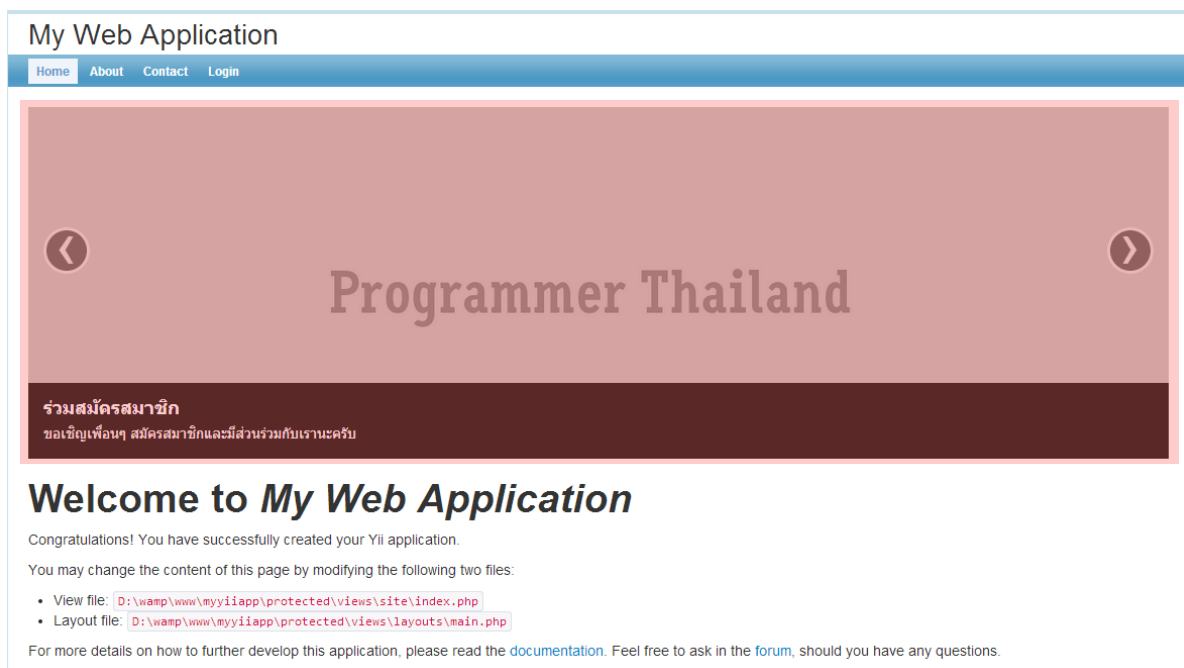 My Web Application
Home About Contact Login
Programmer Thailand
ร่วมสมัครสมาชิก
ขอเชิญเพื่อนๆ สมัครสมาชิกและมีส่วนร่วมกับเรานะครับ
Welcome to My Web Application
Congratulations! You have successfully created your Yii application.
You may change the content of this page by modifying the following two files:
• View file: D:\wamp\www\myyiiapp\protected\views\site\index.php
• Layout file: D:\wamp\www\myyiiapp\protected\views\layouts\main.php
For more details on how to further develop this application, please read the documentation. Feel free to ask in the forum, should you have any questions.